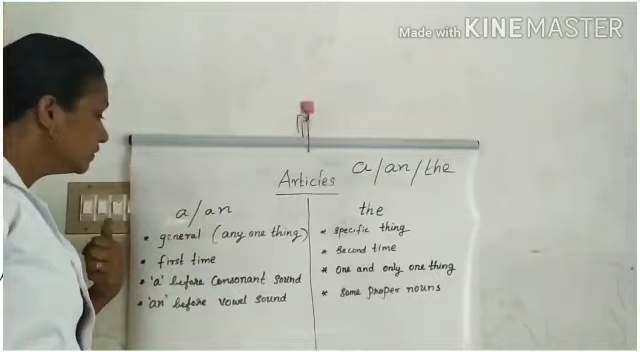 Made with KINEMASTER
Articles a/an/the
a/an
* general (any one thing)
* first time
* 'a' before consonant sound
* 'an' before vowel sound
the
* specific thing
* second time
* one and only one thing
* some proper nouns